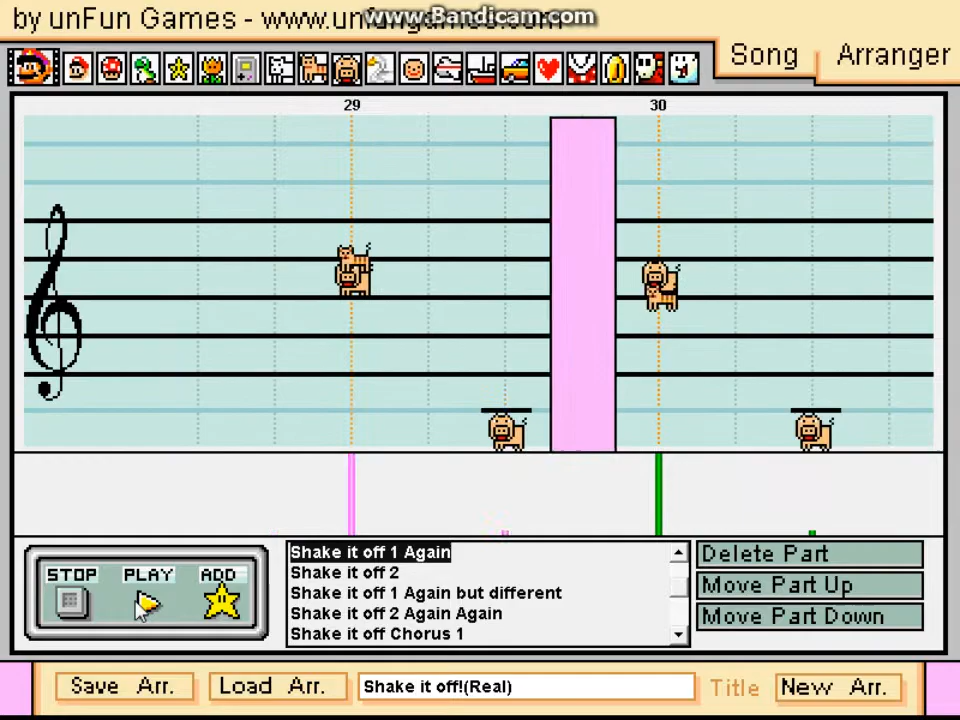 by unFun Games - www.unfungames.com
www.Bandicam.com
Song Arranger
29 30
STOP PLAY ADD
Shake it off 1 Again
Shake it off 2
Shake it off 1 Again but different
Shake it off 2 Again Again
Shake it off Chorus 1
Delete Part
Move Part Up
Move Part Down
Save Arr. Load Arr. Shake it off!(Real) Title New Arr.